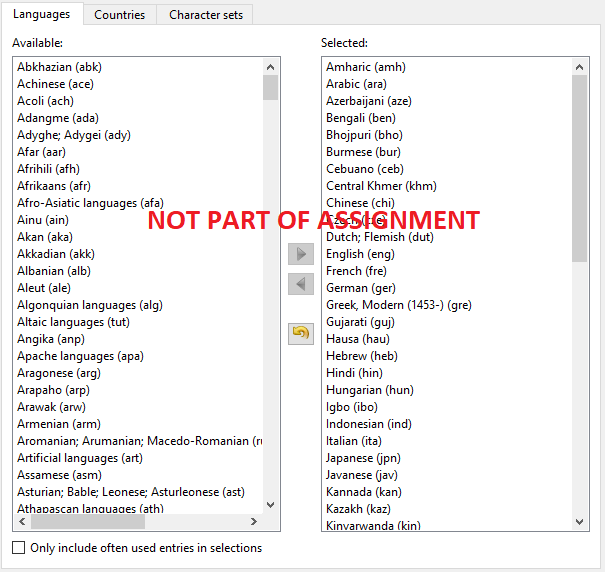 Languages
Countries
Character sets
Available:
Abkhazian (abk)
Achinese (ace)
Acoli (ach)
Adangme (ada)
Adyghe; Adygei (ady)
Afar (aar)
Afrihili (afh)
Afrikaans (afr)
Afro-Asiatic languages (afa)
Ainu (ain)
Akan (aka)
Akkadian (akk)
Albanian (alb)
Aleut (ale)
Algonquian languages (alg)
Altaic languages (tut)
Angika (anp)
Apache languages (apa)
Aragonese (arg)
Arapaho (arp)
Arawak (arw)
Armenian (arm)
Aromanian; Arumanian; Macedo-Romanian (ru
Artificial languages (art)
Assamese (asm)
Asturian; Bable; Leonese; Asturleonese (ast)
Athapascan languages (ath)
Selected:
Amharic (amh)
Arabic (ara)
Azerbaijani (aze)
Bengali (ben)
Bhojpuri (bho)
Burmese (bur)
Cebuano (ceb)
Central Khmer (khm)
Chinese (chi)
Czech (cze)
Dutch; Flemish (dut)
English (eng)
French (fre)
German (ger)
Greek, Modern (1453-) (gre)
Gujarati (guj)
Hausa (hau)
Hebrew (heb)
Hindi (hin)
Hungarian (hun)
Igbo (ibo)
Indonesian (ind)
Italian (ita)
Japanese (jpn)
Javanese (jav)
Kannada (kan)
Kazakh (kaz)
Kinyarwanda (kin)
NOT PART OF ASSIGNMENT
Only include often used entries in selections